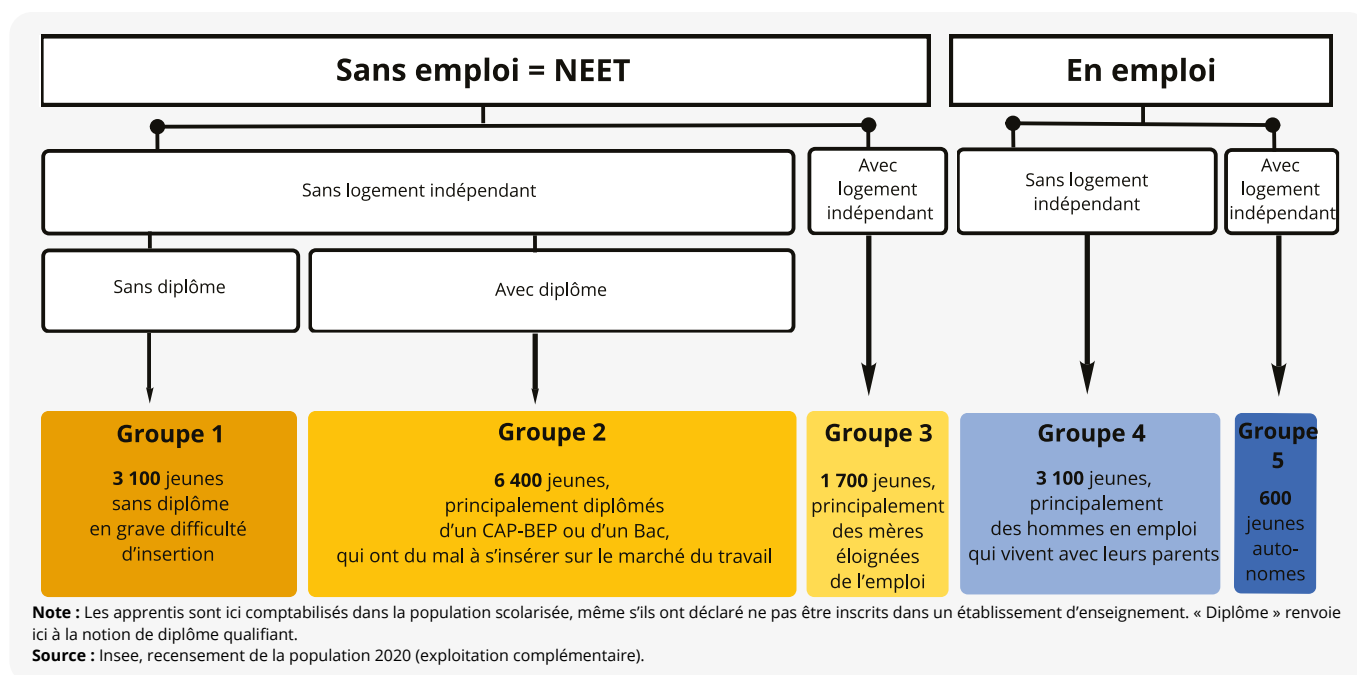 Sans emploi = NEET
En emploi
Sans logement indépendant
Avec
logement
indépendant
Sans logement
indépendant
Avec
logement
indépendant
Sans diplôme
Avec diplôme
Groupe 1
3 100 jeunes
sans diplôme
en grave difficulté
d’insertion
Groupe 2
6 400 jeunes,
principalement diplômés
d’un CAP-BEP ou d’un Bac,
qui ont du mal à s’insérer sur le marché du travail
Groupe 3
1 700 jeunes,
principalement
des mères
éloignées
de l’emploi
Groupe 4
3 100 jeunes,
principalement
des hommes en emploi
qui vivent avec leurs parents
Groupe
5
600
jeunes
auto-
nomes
Note : Les apprentis sont ici comptabilisés dans la population scolarisée, même s’ils ont déclaré ne pas être inscrits dans un établissement d’enseignement. « Diplôme » renvoie
ici à la notion de diplôme qualifiant.
Source : Insee, recensement de la population 2020 (exploitation complémentaire).